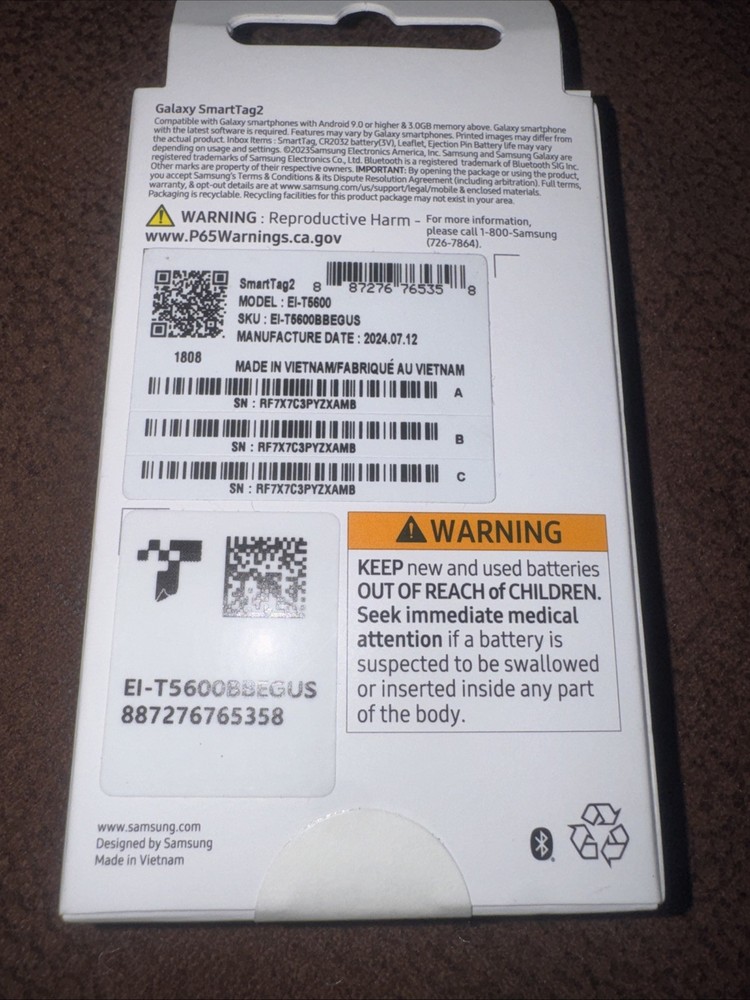 Galaxy SmartTag2
Compatible with Galaxy smartphones with Android 9.0 or higher & 3.0GB memory above. Galaxy smartphone
with the latest software is required. Features may vary by Galaxy smartphones. Printed images may differ from
the actual product. Inbox Items : SmartTag, CR2032 battery(3V), Leaflet, Ejection Pin Battery life may vary
depending on usage and settings. ©2023Samsung Electronics America, Inc. Samsung and Samsung Galaxy are
registered trademarks of Samsung Electronics Co., Ltd. Bluetooth is a registered trademark of Bluetooth SIG Inc.
Other marks are property of their respective owners. IMPORTANT: By opening the package or using the product,
you accept Samsung's Terms & Conditions & its Dispute Resolution Agreement (including arbitration). Full terms,
warranty, & opt-out details are at www.samsung.com/us/support/legal/mobile & enclosed materials.
Packaging is recyclable. Recycling facilities for this product package may not exist in your area.
WARNING : Reproductive Harm –
www.P65Warnings.ca.gov
For more information,
please call 1-800-Samsung
(726-7864).
SmartTag2
8 87276 76535 8
MODEL : EI-T5600
SKU : EI-T5600BBEGUS
MANUFACTURE DATE : 2024.07.12
1808
MADE IN VIETNAM/FABRIQUÉ AU VIETNAM
A
SN : RF7X7C3PYZXAMB
B
SN : RF7X7C3PYZXAMB
C
SN : RF7X7C3PYZXAMB
EI-T5600BBEGUS
887276765358
WARNING
KEEP new and used batteries
OUT OF REACH of CHILDREN.
Seek immediate medical
attention if a battery is
suspected to be swallowed
or inserted inside any part
of the body.
www.samsung.com
Designed by Samsung
Made in Vietnam